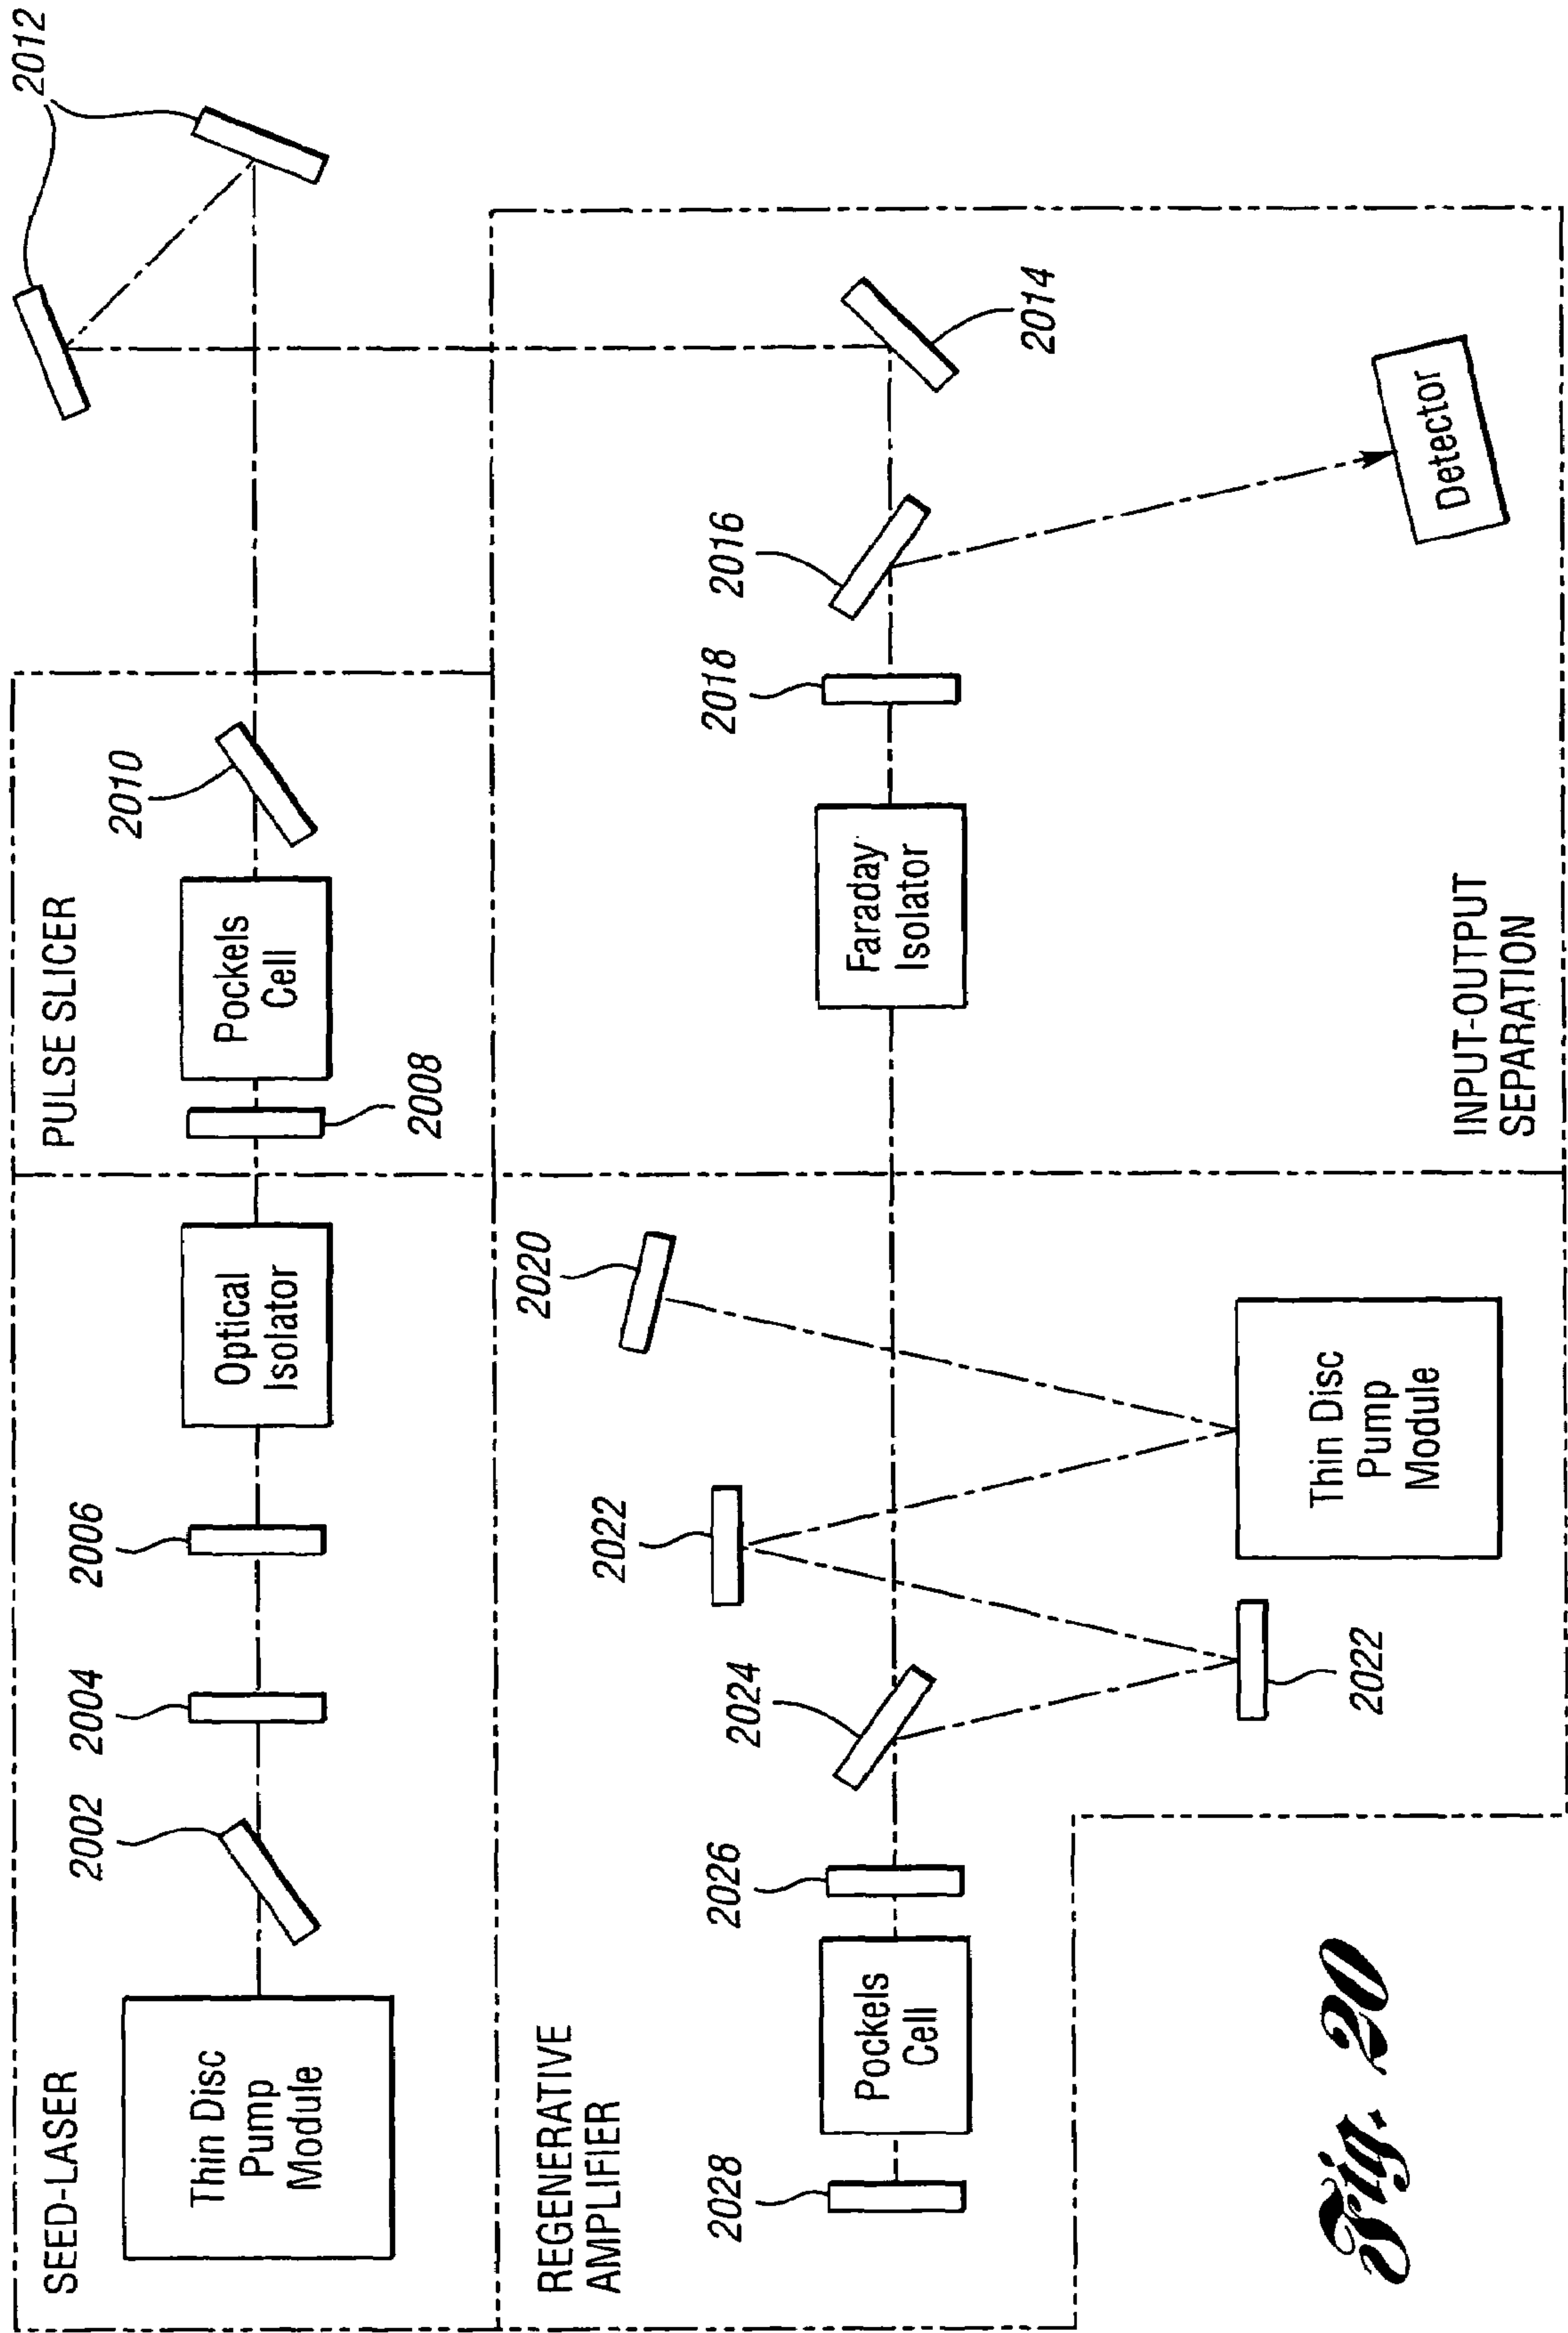 SEED-LASER
Thin Disc
Pump
Module
2002
2004
2006
Optical
Isolator
PULSE SLICER
2008
Pockels
Cell
2010
2012
REGENERATIVE
AMPLIFIER
2028
Pockels
Cell
2026
2024
2022
2022
2020
Thin Disc
Pump
Module
Faraday
Isolator
2018
2016
2014
Detector
INPUT-OUTPUT
SEPARATION
Fig. 20